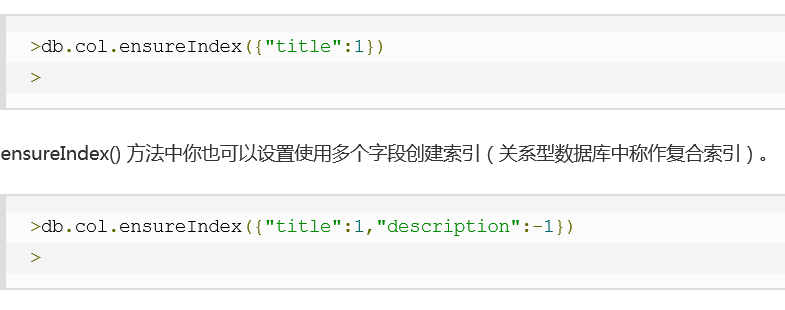 >db.col.ensureIndex({"title":1})
>
ensureIndex() 方法中你也可以设置使用多个字段创建索引（关系型数据库中称作复合索引）。
>db.col.ensureIndex({"title":1,"description":-1})
>